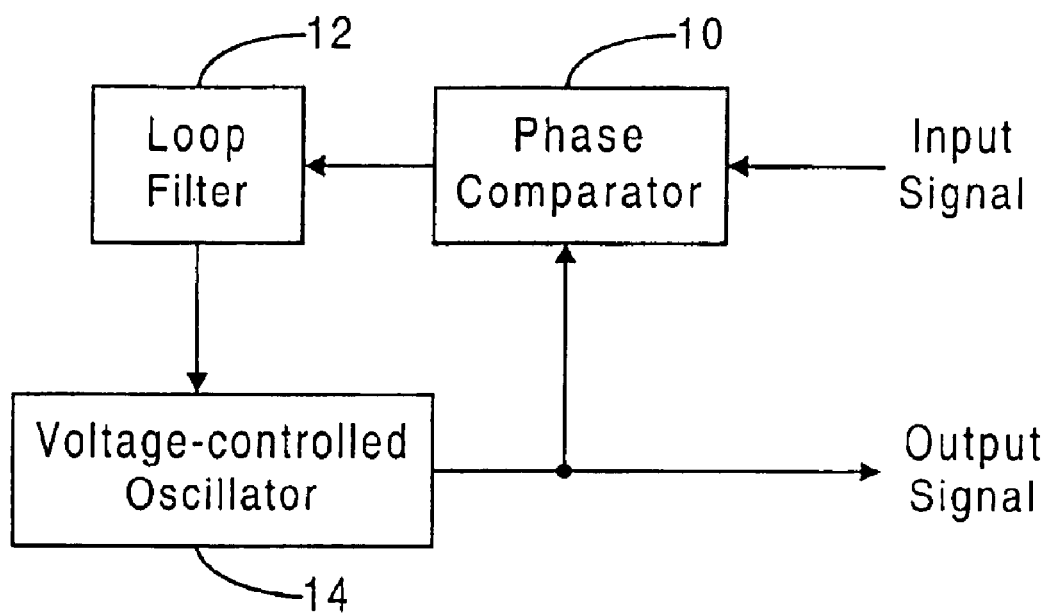 12
10
Loop
Filter
Phase
Comparator
Input
Signal
Voltage-controlled
Oscillator
Output
Signal
14